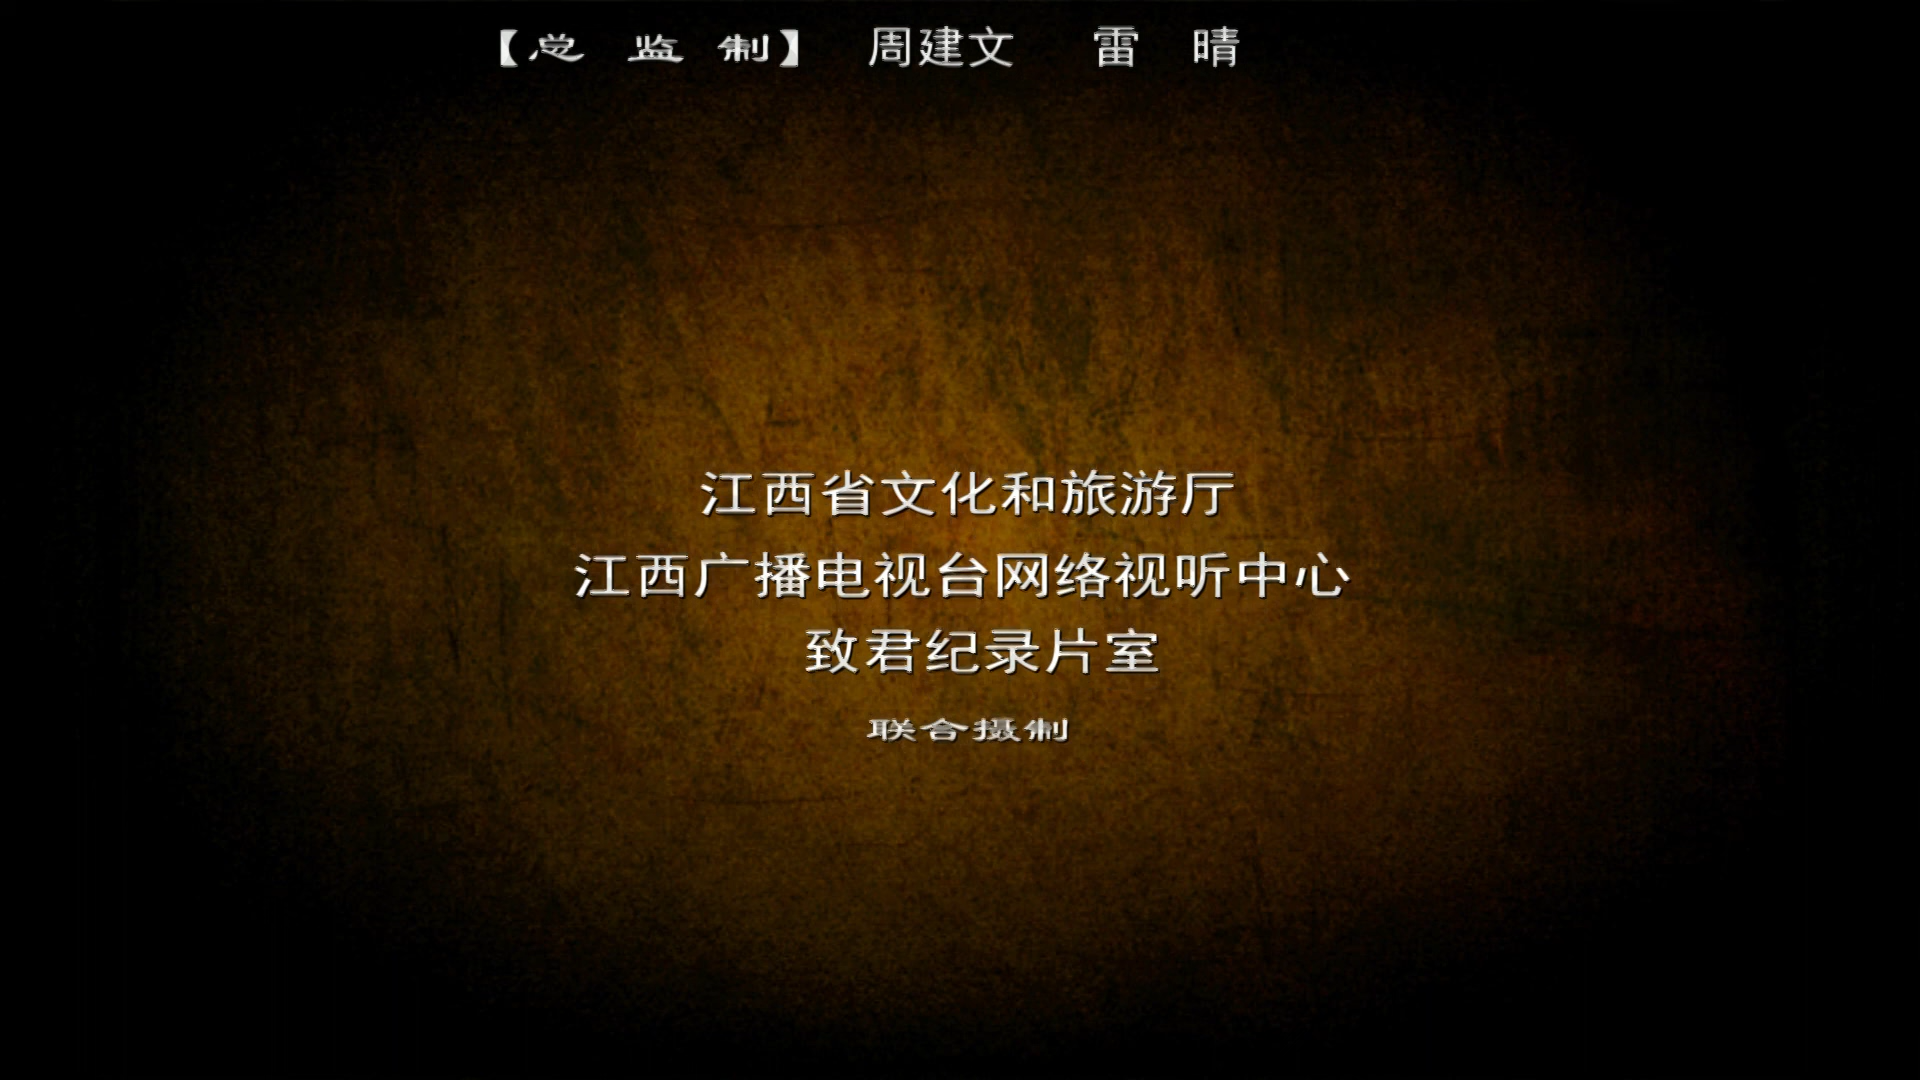 【总 监 制】 周建文 雷 晴
江西省文化和旅游厅
江西广播电视台网络视听中心
致君纪录片室
联合摄制